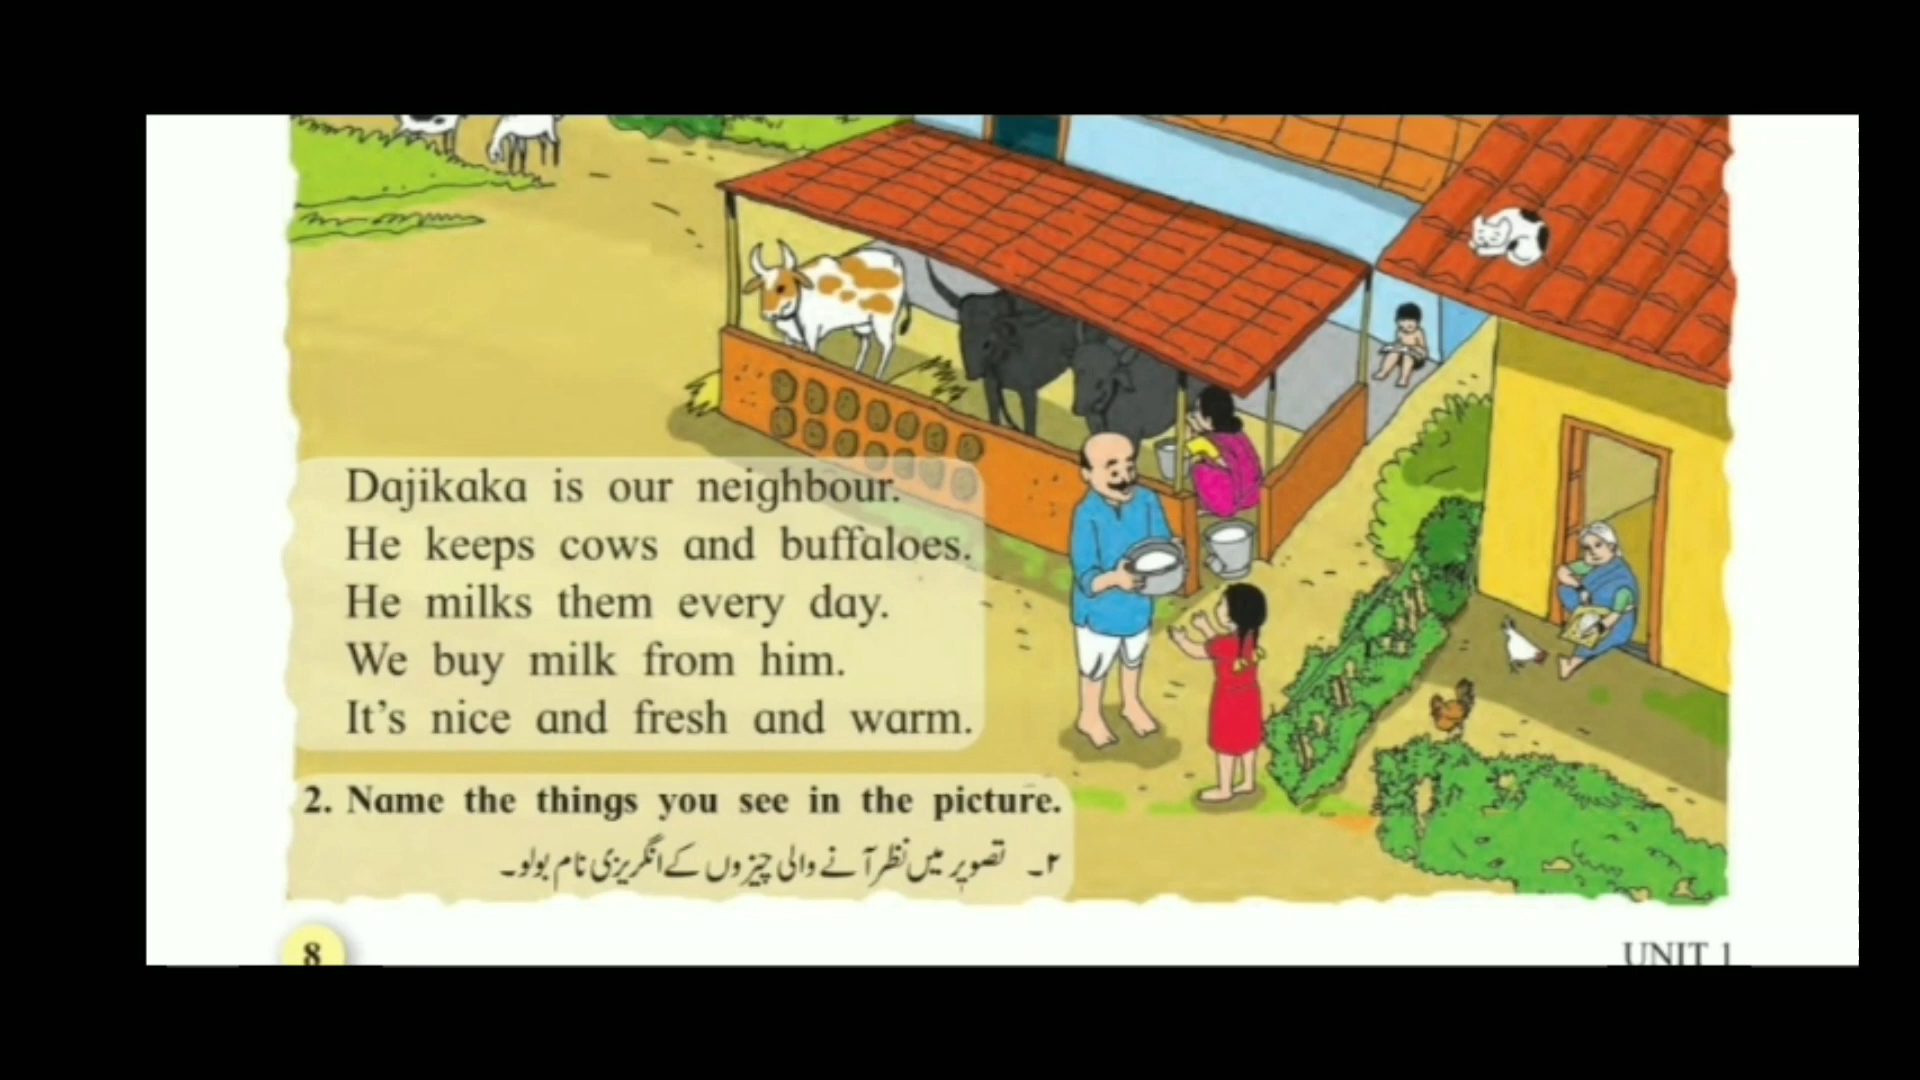 Dajikaka is our neighbour.
He keeps cows and buffaloes.
He milks them every day.
We buy milk from him.
It's nice and fresh and warm.
2. Name the things you see in the picture.
۲۔ تصویر میں نظر آنے والی چیزوں کے انگریزی نام بولو۔
8
UNIT 1